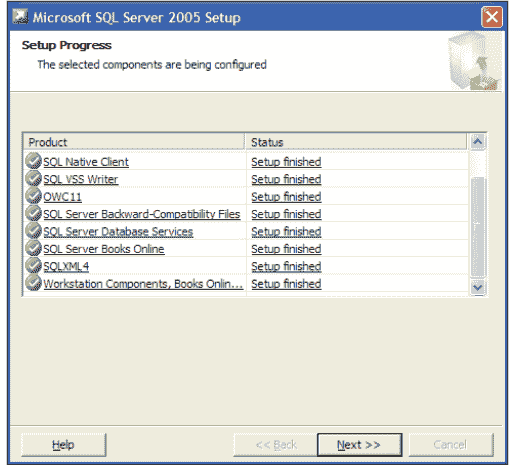 Microsoft SQL Server 2005 Setup
Setup Progress
The selected components are being configured
Product Status
SQL Native Client Setup finished
SQL VSS Writer Setup finished
OWC11 Setup finished
SQL Server Backward-Compatibility Files Setup finished
SQL Server Database Services Setup finished
SQL Server Books Online Setup finished
SQLXML4 Setup finished
Workstation Components, Books Onlin... Setup finished
Help << Back Next >> Cancel